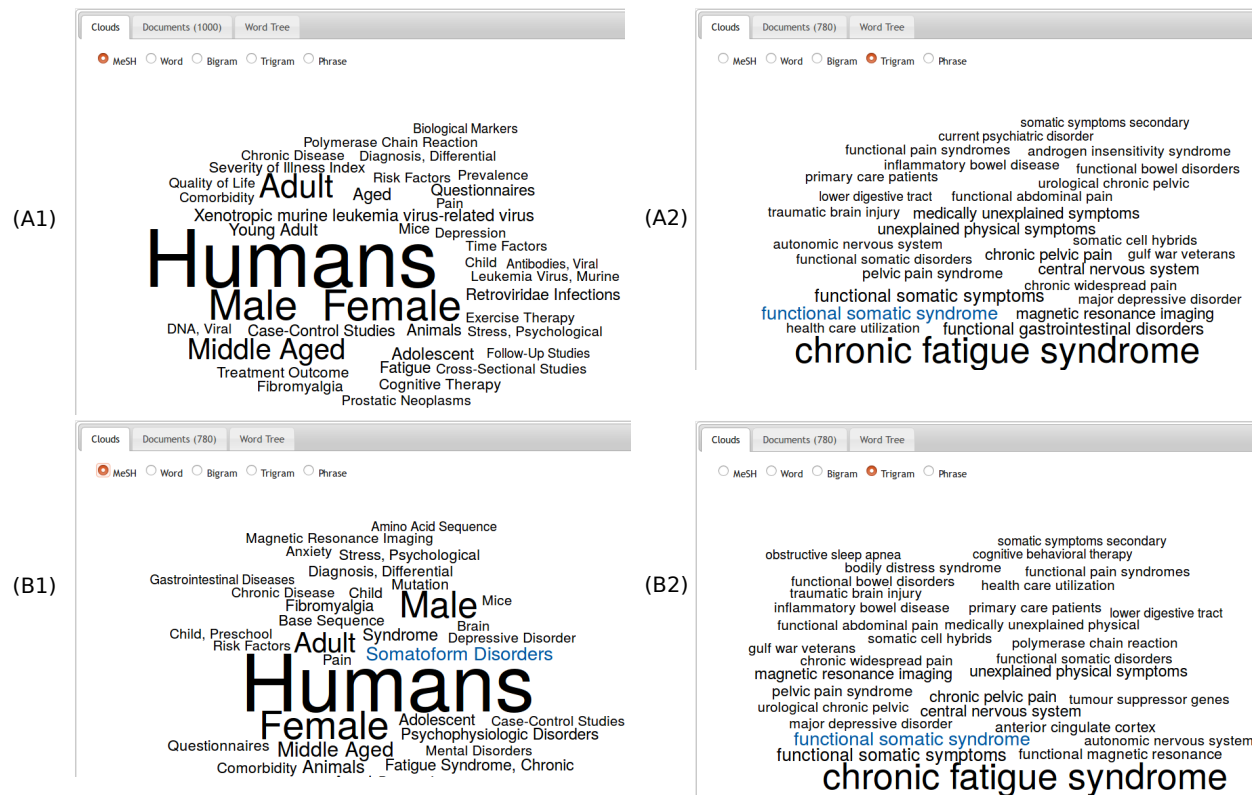 Clouds Documents (1000) Word Tree
MeSH Word Bigram Trigram Phrase
(A1)
Biological Markers
Polymerase Chain Reaction
Chronic Disease Diagnosis, Differential
Severity of Illness Index
Risk Factors Prevalence
Quality of Life Adult Aged Questionnaires
Comorbidity Pain
Xenotropic murine leukemia virus-related virus
Young Adult Mice Depression
Humans Time Factors
Child Antibodies, Viral
Leukemia Virus, Murine
Male Female Retroviridae Infections
Exercise Therapy
DNA, Viral Case-Control Studies Animals Stress, Psychological
Middle Aged Adolescent Follow-Up Studies
Treatment Outcome Fatigue Cross-Sectional Studies
Fibromyalgia Cognitive Therapy
Prostatic Neoplasms
Clouds Documents (780) Word Tree
MeSH Word Bigram Trigram Phrase
(A2)
somatic symptoms secondary
current psychiatric disorder
functional pain syndromes androgen insensitivity syndrome
inflammatory bowel disease functional bowel disorders
primary care patients urological chronic pelvic
lower digestive tract functional abdominal pain
traumatic brain injury medically unexplained symptoms
unexplained physical symptoms
autonomic nervous system somatic cell hybrids
functional somatic disorders chronic pelvic pain gulf war veterans
pelvic pain syndrome central nervous system
chronic widespread pain
functional somatic symptoms major depressive disorder
functional somatic syndrome magnetic resonance imaging
health care utilization functional gastrointestinal disorders
chronic fatigue syndrome
Clouds Documents (780) Word Tree
MeSH Word Bigram Trigram Phrase
(B1)
Amino Acid Sequence
Magnetic Resonance Imaging
Anxiety Stress, Psychological
Diagnosis, Differential
Gastrointestinal Diseases Mutation
Chronic Disease Child
Fibromyalgia Male Mice
Base Sequence Brain
Child, Preschool Adult Syndrome Depressive Disorder
Risk Factors Pain Somatoform Disorders
Humans
Female Adolescent Case-Control Studies
Psychophysiologic Disorders
Questionnaires Middle Aged Mental Disorders
Comorbidity Animals Fatigue Syndrome, Chronic
Clouds Documents (780) Word Tree
MeSH Word Bigram Trigram Phrase
(B2)
somatic symptoms secondary
obstructive sleep apnea cognitive behavioral therapy
bodily distress syndrome functional pain syndromes
functional bowel disorders health care utilization
traumatic brain injury
inflammatory bowel disease primary care patients lower digestive tract
functional abdominal pain medically unexplained physical
somatic cell hybrids polymerase chain reaction
gulf war veterans
chronic widespread pain functional somatic disorders
magnetic resonance imaging unexplained physical symptoms
pelvic pain syndrome chronic pelvic pain tumour suppressor genes
urological chronic pelvic central nervous system
major depressive disorder anterior cingulate cortex
functional somatic syndrome autonomic nervous system
functional somatic symptoms functional magnetic resonance
chronic fatigue syndrome